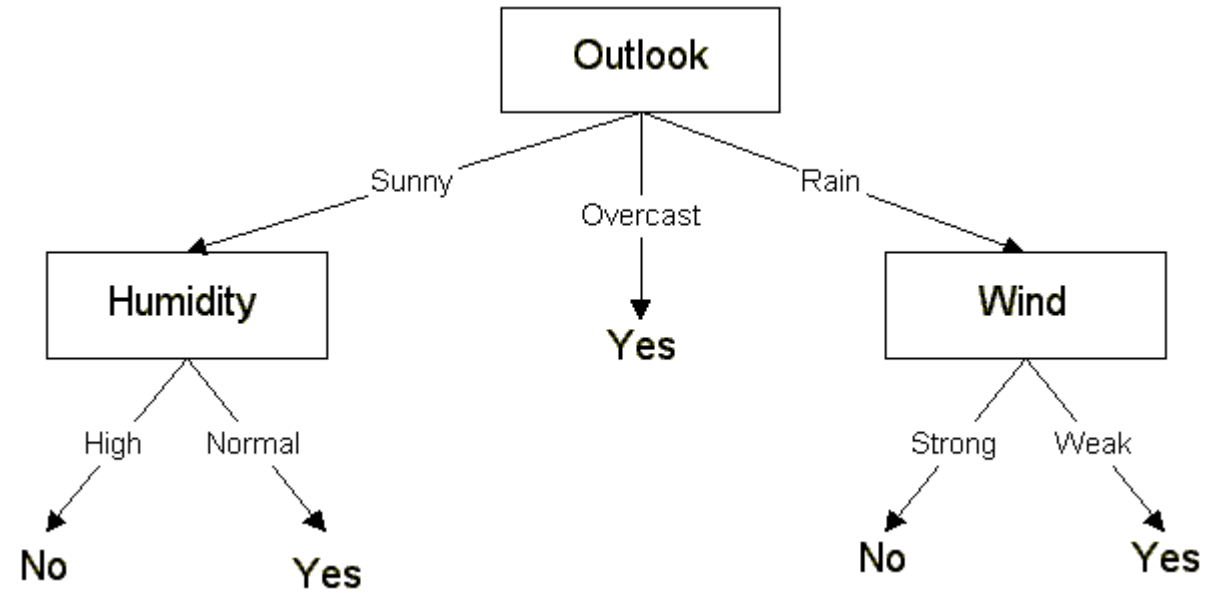 Outlook
Sunny
Overcast
Rain
Humidity
Yes
Wind
High
Normal
Strong
Weak
No
Yes
No
Yes